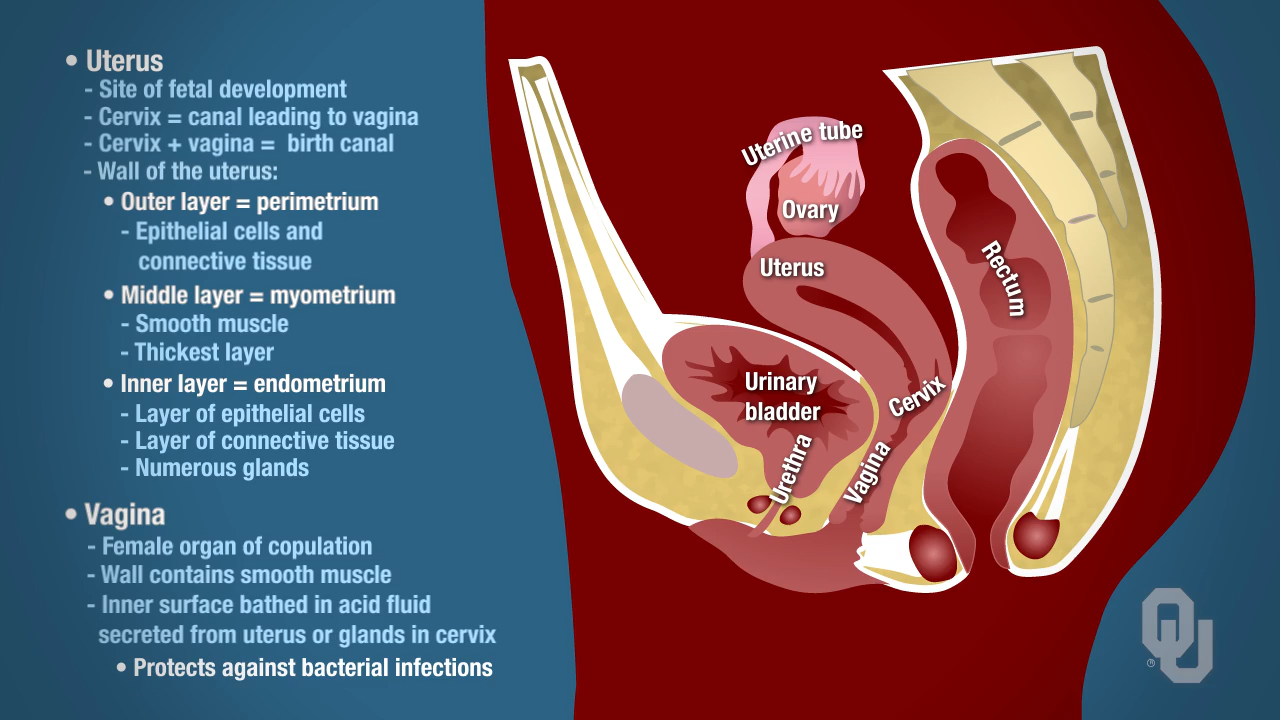 • Uterus
- Site of fetal development
- Cervix = canal leading to vagina
- Cervix + vagina = birth canal
- Wall of the uterus:
• Outer layer = perimetrium
- Epithelial cells and
connective tissue
• Middle layer = myometrium
- Smooth muscle
- Thickest layer
• Inner layer = endometrium
- Layer of epithelial cells
- Layer of connective tissue
- Numerous glands
• Vagina
- Female organ of copulation
- Wall contains smooth muscle
- Inner surface bathed in acid fluid
secreted from uterus or glands in cervix
• Protects against bacterial infections
Uterine tube
Ovary
Uterus
Rectum
Urinary
bladder
Cervix
Urethra
Vagina
OU
®